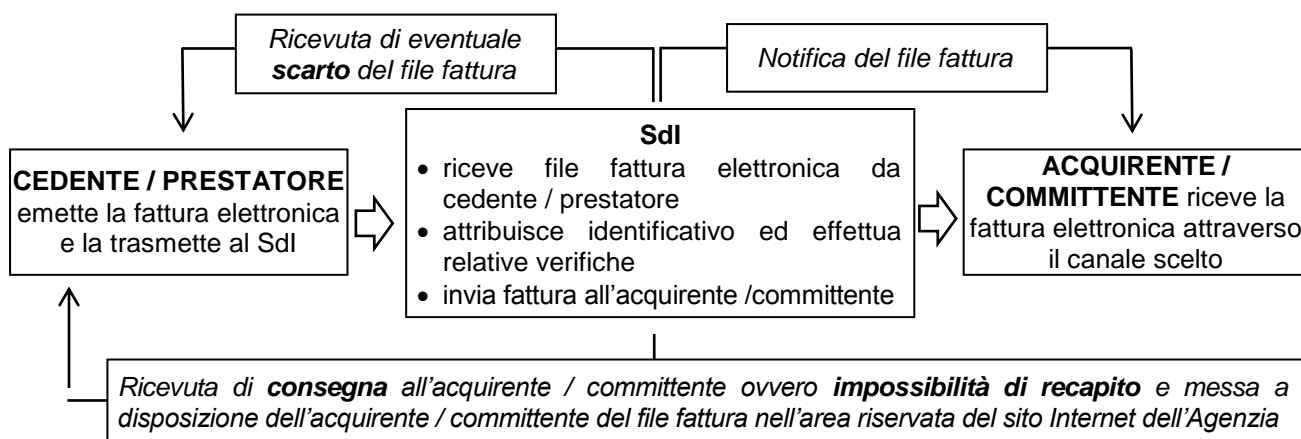 Ricevuta di eventuale
scarto del file fattura
Notifica del file fattura
CEDENTE / PRESTATORE
emette la fattura elettronica
e la trasmette al SdI
SdI
• riceve file fattura elettronica da
cedente / prestatore
• attribuisce identificativo ed effettua
relative verifiche
• invia fattura all'acquirente /committente
ACQUIRENTE /
COMMITTENTE riceve la
fattura elettronica attraverso
il canale scelto
Ricevuta di consegna all'acquirente / committente ovvero impossibilità di recapito e messa a
disposizione dell'acquirente / committente del file fattura nell'area riservata del sito Internet dell'Agenzia